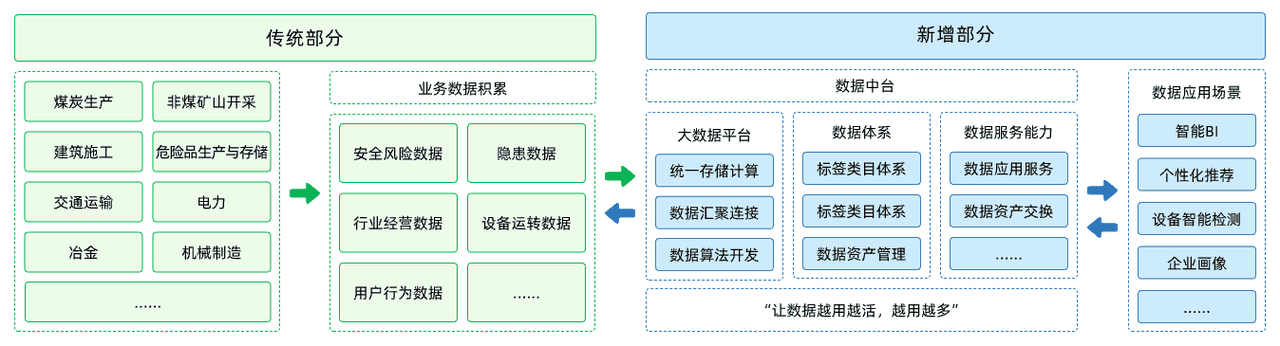 传统部分
煤炭生产
非煤矿山开采
建筑施工
危险品生产与存储
交通运输
电力
冶金
机械制造
......
业务数据积累
安全风险数据
隐患数据
行业经营数据
设备运转数据
用户行为数据
......
新增部分
数据中台
大数据平台
统一存储计算
数据汇聚连接
数据算法开发
数据体系
标签类目体系
标签类目体系
数据资产管理
数据服务能力
数据应用服务
数据资产交换
......
“让数据越用越活，越用越多”
数据应用场景
智能BI
个性化推荐
设备智能检测
企业画像
......